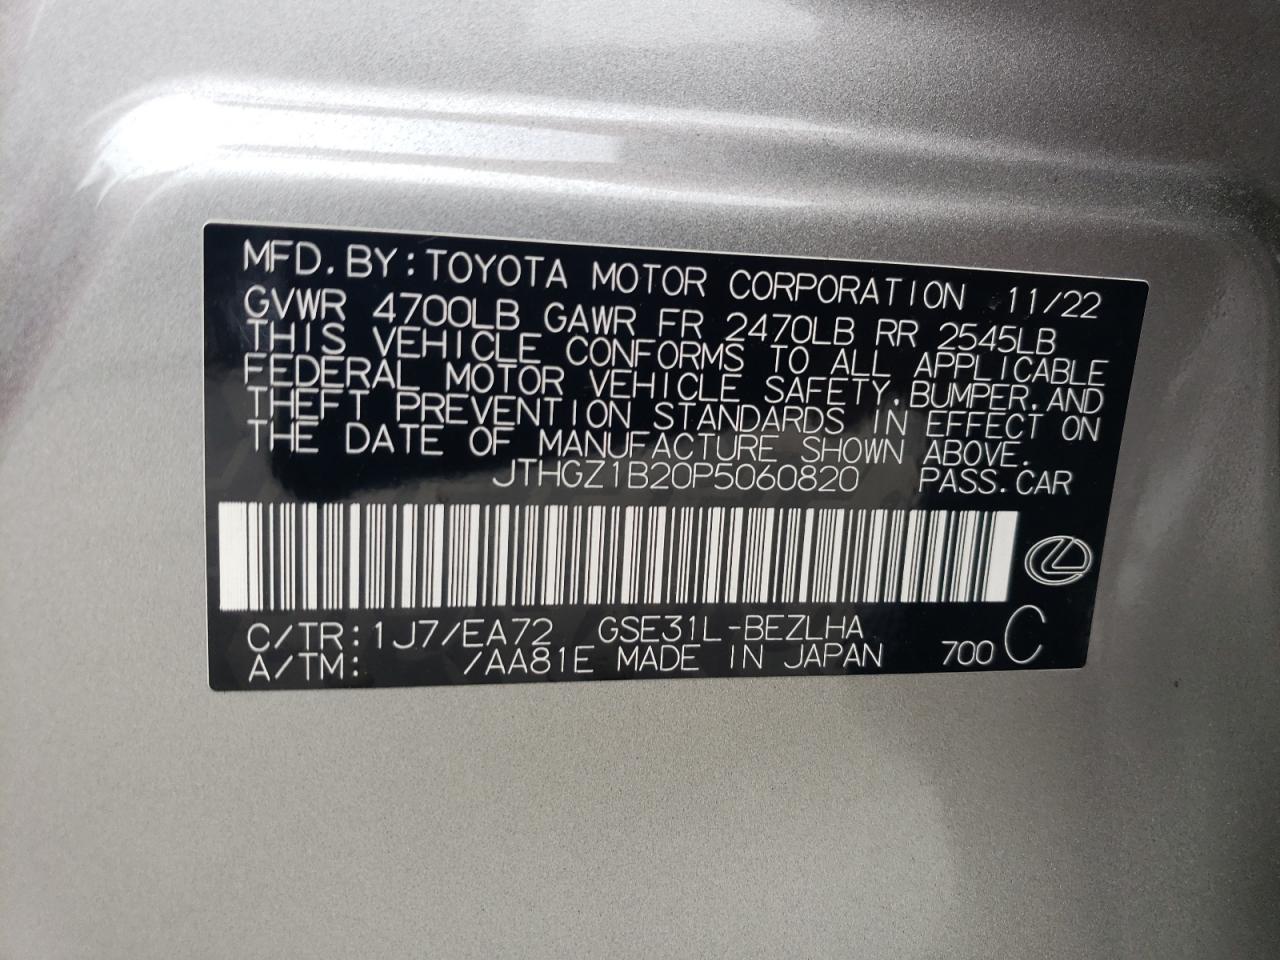 MFD.BY:TOYOTA MOTOR CORPORATION 11/22
GVWR 4700LB GAWR FR 2470LB RR 2545LB
THIS VEHICLE CONFORMS TO ALL APPLICABLE
FEDERAL MOTOR VEHICLE SAFETY,BUMPER,AND
THEFT PREVENTION STANDARDS IN EFFECT ON
THE DATE OF MANUFACTURE SHOWN ABOVE.
JTHGZ1B20P5060820 PASS.CAR
C/TR:1J7/EA72 GSE31L-BEZLHA
A/TM: /AA81E MADE IN JAPAN 700 C